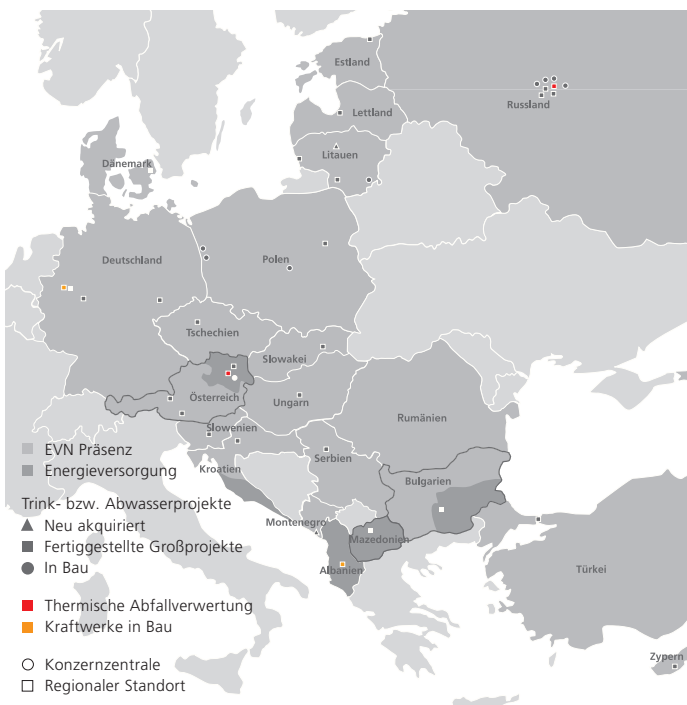 Estland
Russland
Lettland
Litauen
Dänemark
Deutschland
Polen
Tschechien
Slowakei
Österreich
Ungarn
Rumänien
Slowenien
EVN Präsenz
Energieversorgung
Kroatien
Serbien
Bulgarien
Trink- bzw. Abwasserprojekte
Neu akquiriert
Fertiggestellte Großprojekte
In Bau
Montenegro
Mazedonien
Albanien
Türkei
Thermische Abfallverwertung
Kraftwerke in Bau
Konzernzentrale
Regionaler Standort
Zypern